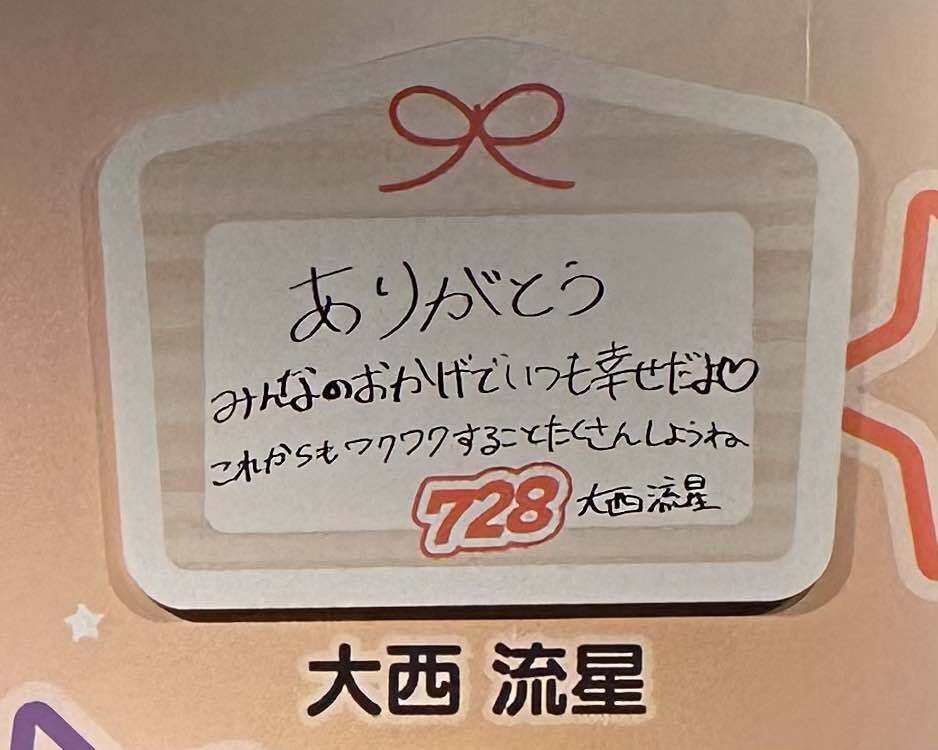 ありがとう
みんなのおかげでいつも幸せだよ♡
これからもワクワクすることたくさんしようね
728 大西流星
大西 流星